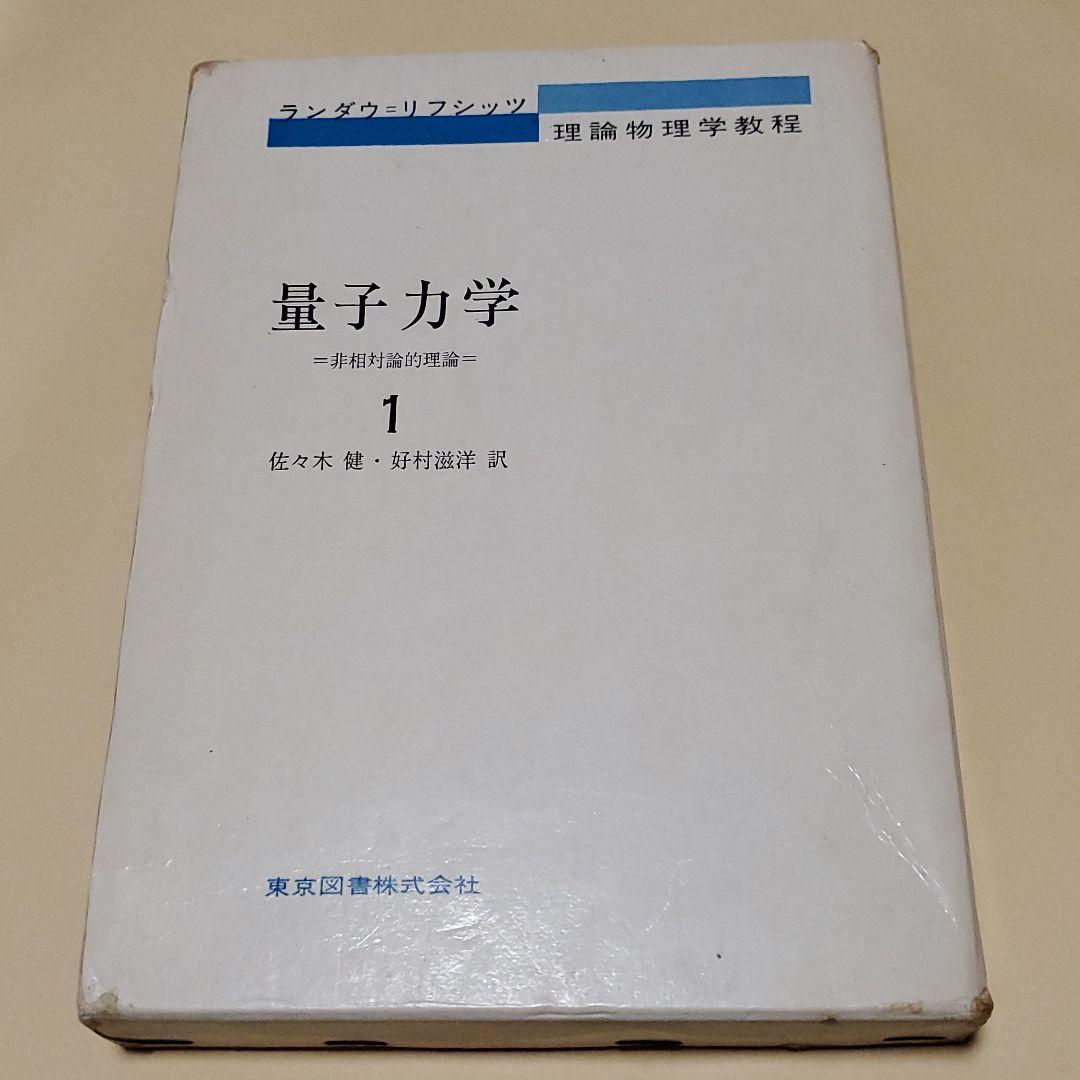 ランダウ=リフシッツ
理論物理学教程
量子力学
=非相対論的理論=
1
佐々木 健・好村滋洋 訳
東京図書株式会社